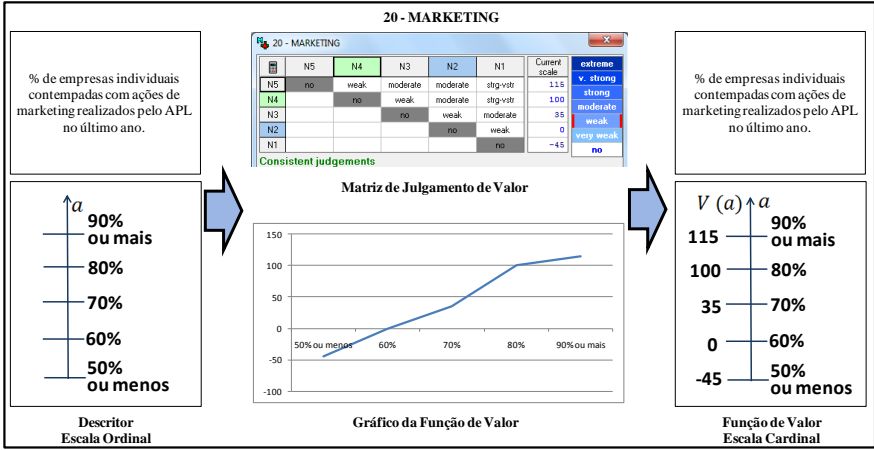 20 - MARKETING
% de empresas individuais
contempadas com ações de
marketing realizados pelo APL
no último ano.
a
90%
ou mais
80%
70%
60%
50%
ou menos
Descritor
Escala Ordinal
20 - MARKETING
N5 N4 N3 N2 N1 Current scale
N5 no weak moderate moderate strg-vstr 115
N4 no weak moderate strg-vstr 100
N3 no weak moderate 35
N2 no weak 0
N1 no -45
extreme
v. strong
strong
moderate
weak
very weak
no
Consistent judgements
Matriz de Julgamento de Valor
150
100
50
0
-50
-100
50% ou menos 60% 70% 80% 90% ou mais
Gráfico da Função de Valor
% de empresas individuais
contempadas com ações de
marketing realizados pelo APL
no último ano.
V (a) a
115 90%
ou mais
100 80%
35 70%
0 60%
-45 50%
ou menos
Função de Valor
Escala Cardinal